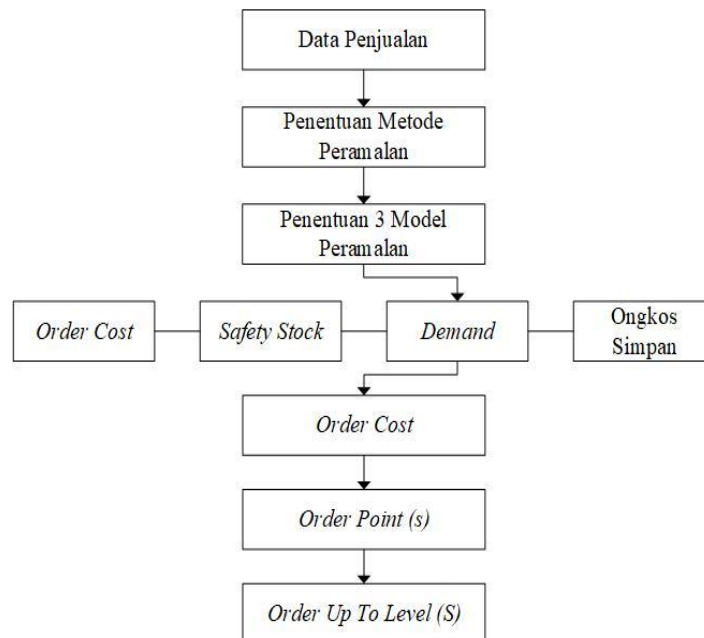 Data Penjualan
Penentuan Metode
Peramalan
Penentuan 3 Model
Peramalan
Order Cost
Safety Stock
Demand
Ongkos
Simpan
Order Cost
Order Point (s)
Order Up To Level (S)